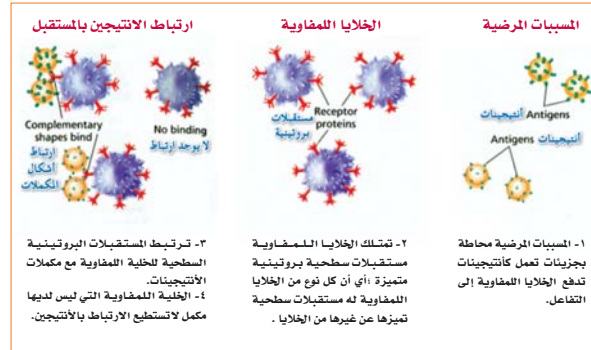 المسببات المرضية
Antigens أنتيجينات
Antigens أنتيجينات
١- المسببات المرضية محاطة
بجزيئات تعمل كأنتيجينات
تدفع الخلايا اللمفاوية إلى
التفاعل.
الخلايا اللمفاوية
Receptor
proteins
مستقبلات
بروتينية
٢- تمتلك الخلايا اللمفاوية
مستقبلات سطحية بروتينية
متميزة ؛أي أن كل نوع من الخلايا
اللمفاوية له مستقبلات سطحية
تميزها عن غيرها من الخلايا .
ارتباط الانتيجين بالمستقبل
Complementary
shapes bind
ارتباط
أشكال
المكملات
No binding
لا يوجد ارتباط
٣- ترتبط المستقبلات البروتينية
السطحية للخلية اللمفاوية مع مكملات
الأنتيجينات.
٤- الخلية اللمفاوية التي ليس لديها
مكمل لاتستطيع الارتباط بالأنتيجين.